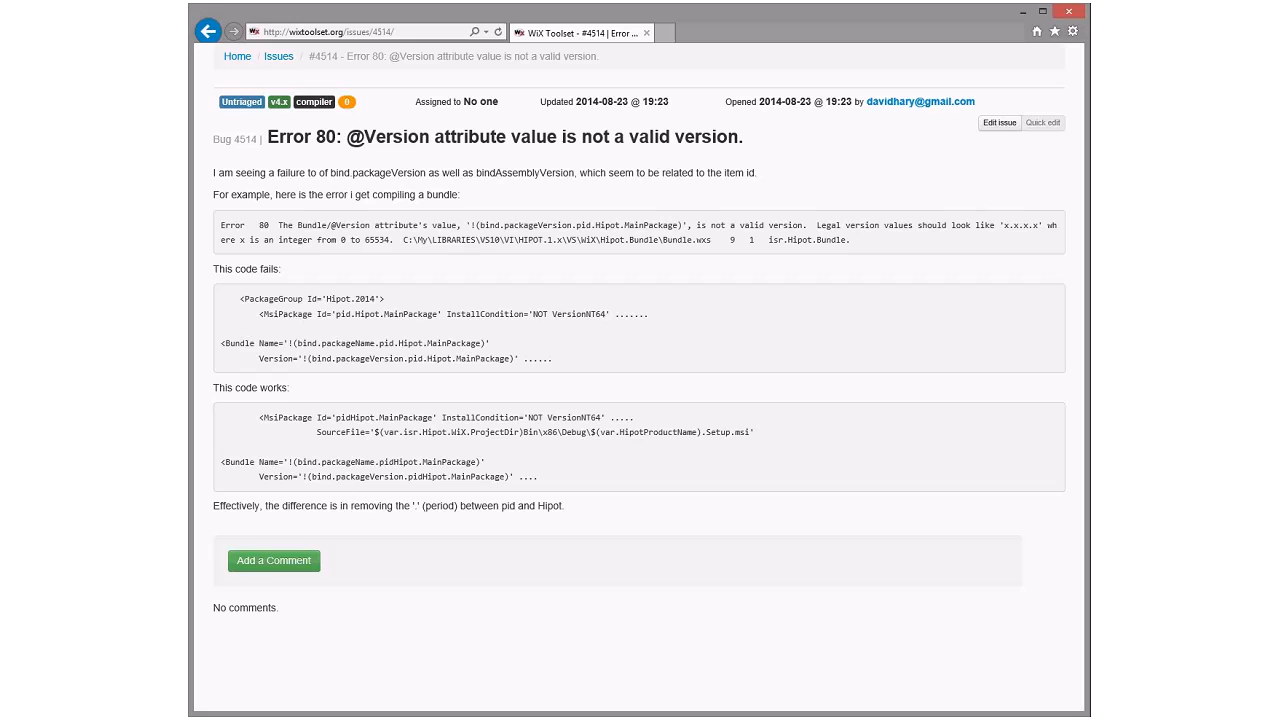 http://wixtoolset.org/issues/4514/
WiX Toolset - #4514 | Error ...
Home / Issues / #4514 - Error 80: @Version attribute value is not a valid version.
Untriaged v4.x compiler 0 Assigned to No one Updated 2014-08-23 @ 19:23 Opened 2014-08-23 @ 19:23 by davidhary@gmail.com
Edit issue Quick edit
Bug 4514 | Error 80: @Version attribute value is not a valid version.
I am seeing a failure to of bind.packageVersion as well as bindAssemblyVersion, which seem to be related to the item id.
For example, here is the error i get compiling a bundle:
Error 80 The Bundle/@Version attribute's value, '!(bind.packageVersion.pid.Hipot.MainPackage)', is not a valid version. Legal version values should look like 'x.x.x.x' wh
ere x is an integer from 0 to 65534. C:\My\LIBRARIES\VS10\VI\HIPOT.1.x\VS\WiX\Hipot.Bundle\Bundle.wxs 9 1 isr.Hipot.Bundle.
This code fails:
<PackageGroup Id='Hipot.2014'>
<MsiPackage Id='pid.Hipot.MainPackage' InstallCondition='NOT VersionNT64' .......
<Bundle Name='!(bind.packageName.pid.Hipot.MainPackage)'
Version='!(bind.packageVersion.pid.Hipot.MainPackage)' ......
This code works:
<MsiPackage Id='pidHipot.MainPackage' InstallCondition='NOT VersionNT64' .....
SourceFile='$(var.isr.Hipot.WiX.ProjectDir)Bin\x86\Debug\$(var.HipotProductName).Setup.msi'
<Bundle Name='!(bind.packageName.pidHipot.MainPackage)'
Version='!(bind.packageVersion.pidHipot.MainPackage)' ....
Effectively, the difference is in removing the '.' (period) between pid and Hipot.
Add a Comment
No comments.